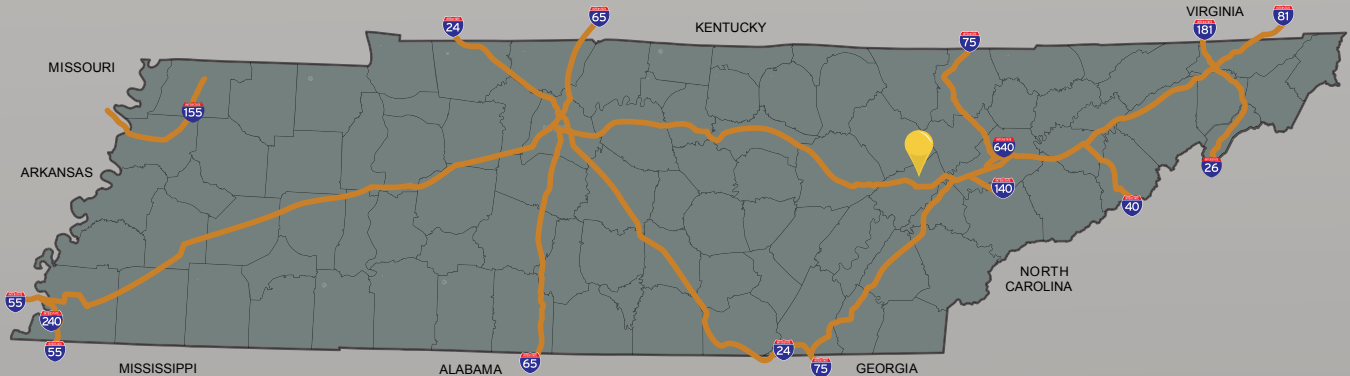 VIRGINIA
81
65
181
24
KENTUCKY
75
MISSOURI
155
640
ARKANSAS
26
140
40
NORTH
CAROLINA
55
240
55
24
65
75
MISSISSIPPI
ALABAMA
GEORGIA